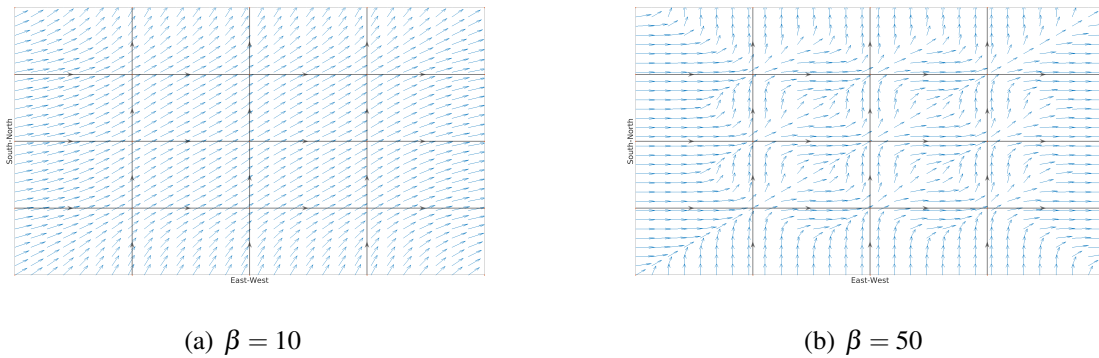 South-North
East-West
(a) β = 10
South-North
East-West
(b) β = 50